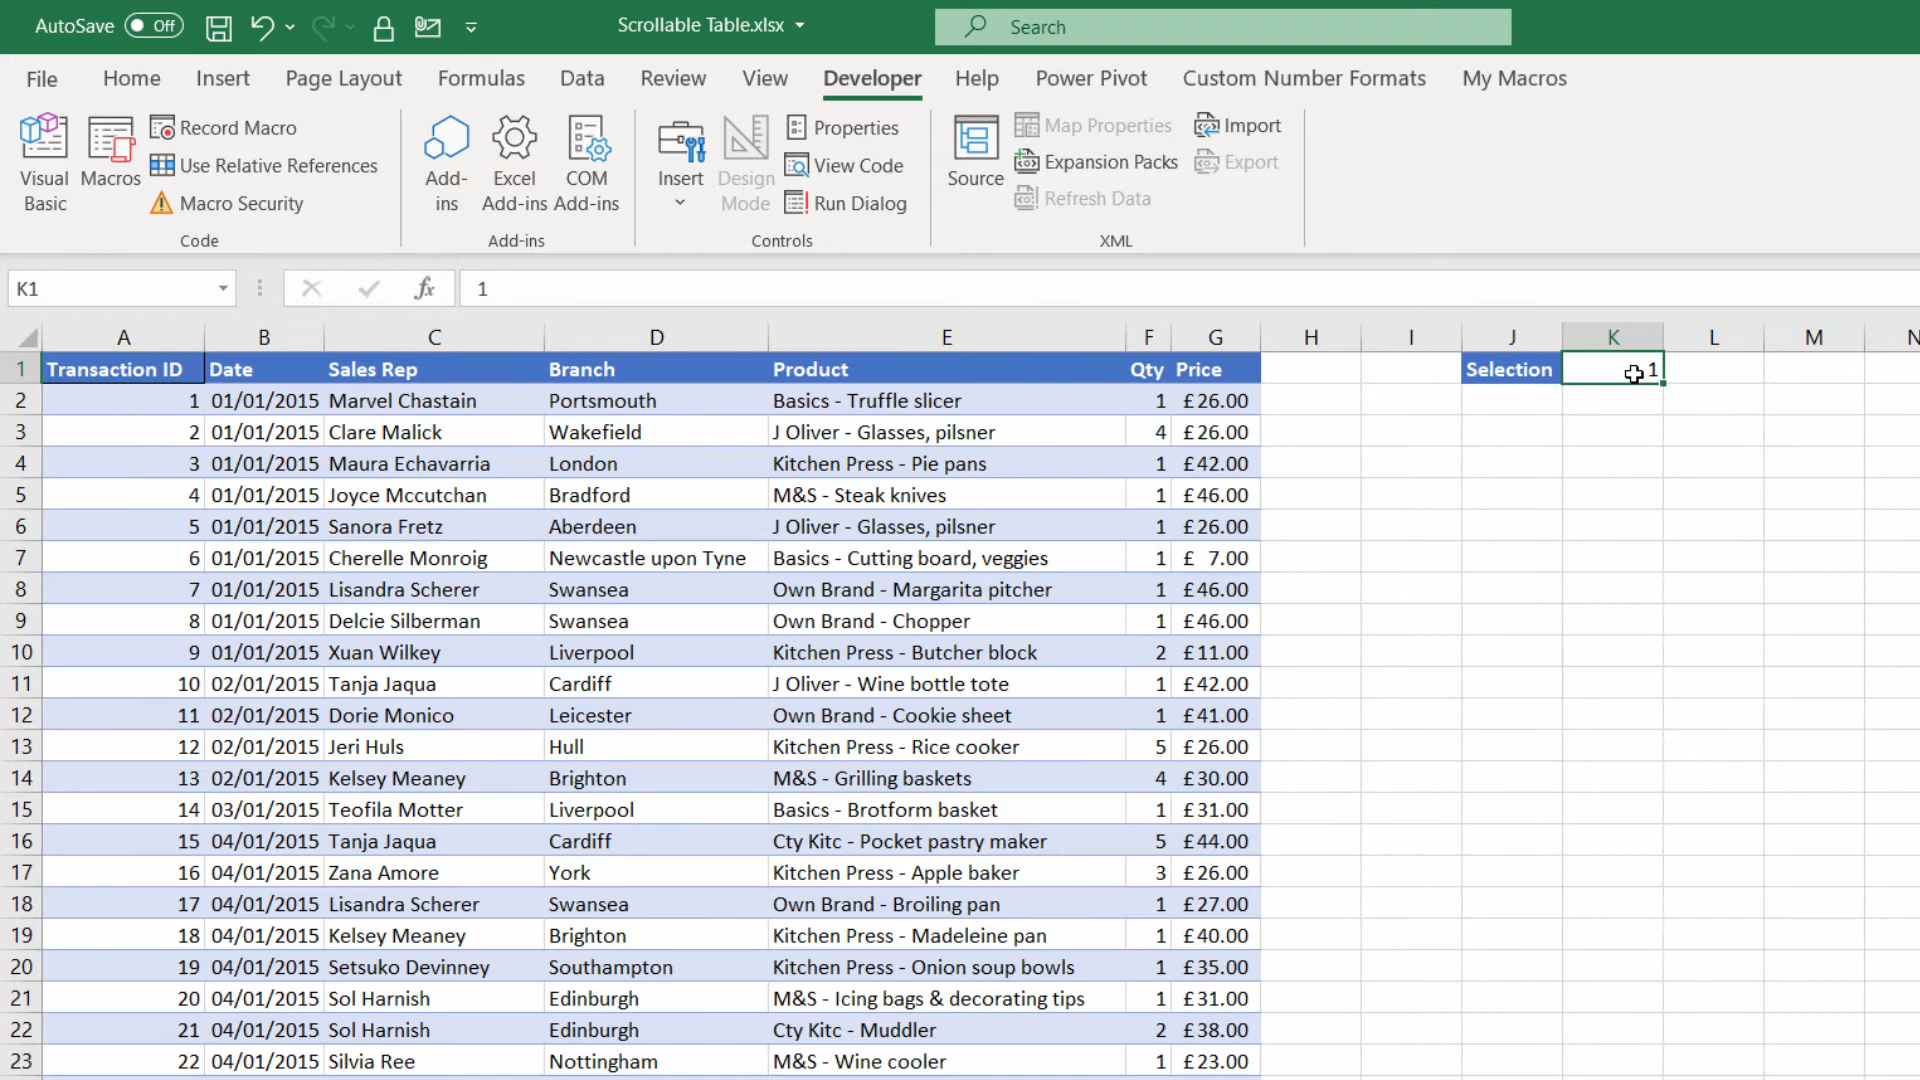 AutoSave Off Scrollable Table.xlsx Search
File Home Insert Page Layout Formulas Data Review View Developer Help Power Pivot Custom Number Formats My Macros
Visual Basic
Macros
Record Macro
Use Relative References
Macro Security
Code
Add-ins
Excel Add-ins
COM Add-ins
Add-ins
Insert
Design Mode
Properties
View Code
Run Dialog
Controls
Source
Map Properties
Expansion Packs
Refresh Data
Import
Export
XML
K1 fx 1
A B C D E F G H I J K L M N
1 Transaction ID Date Sales Rep Branch Product Qty Price Selection 1
2 1 01/01/2015 Marvel Chastain Portsmouth Basics - Truffle slicer 1 £26.00
3 2 01/01/2015 Clare Malick Wakefield J Oliver - Glasses, pilsner 4 £26.00
4 3 01/01/2015 Maura Echavarria London Kitchen Press - Pie pans 1 £42.00
5 4 01/01/2015 Joyce Mccutchan Bradford M&S - Steak knives 1 £46.00
6 5 01/01/2015 Sanora Fretz Aberdeen J Oliver - Glasses, pilsner 1 £26.00
7 6 01/01/2015 Cherelle Monroig Newcastle upon Tyne Basics - Cutting board, veggies 1 £ 7.00
8 7 01/01/2015 Lisandra Scherer Swansea Own Brand - Margarita pitcher 1 £46.00
9 8 01/01/2015 Delcie Silberman Swansea Own Brand - Chopper 1 £46.00
10 9 01/01/2015 Xuan Wilkey Liverpool Kitchen Press - Butcher block 2 £11.00
11 10 02/01/2015 Tanja Jaqua Cardiff J Oliver - Wine bottle tote 1 £42.00
12 11 02/01/2015 Dorie Monico Leicester Own Brand - Cookie sheet 1 £41.00
13 12 02/01/2015 Jeri Huls Hull Kitchen Press - Rice cooker 5 £26.00
14 13 02/01/2015 Kelsey Meaney Brighton M&S - Grilling baskets 4 £30.00
15 14 03/01/2015 Teofila Motter Liverpool Basics - Brotform basket 1 £31.00
16 15 04/01/2015 Tanja Jaqua Cardiff Cty Kitc - Pocket pastry maker 5 £44.00
17 16 04/01/2015 Zana Amore York Kitchen Press - Apple baker 3 £26.00
18 17 04/01/2015 Lisandra Scherer Swansea Own Brand - Broiling pan 1 £27.00
19 18 04/01/2015 Kelsey Meaney Brighton Kitchen Press - Madeleine pan 1 £40.00
20 19 04/01/2015 Setsuko Devinney Southampton Kitchen Press - Onion soup bowls 1 £35.00
21 20 04/01/2015 Sol Harnish Edinburgh M&S - Icing bags & decorating tips 1 £31.00
22 21 04/01/2015 Sol Harnish Edinburgh Cty Kitc - Muddler 2 £38.00
23 22 04/01/2015 Silvia Ree Nottingham M&S - Wine cooler 1 £23.00